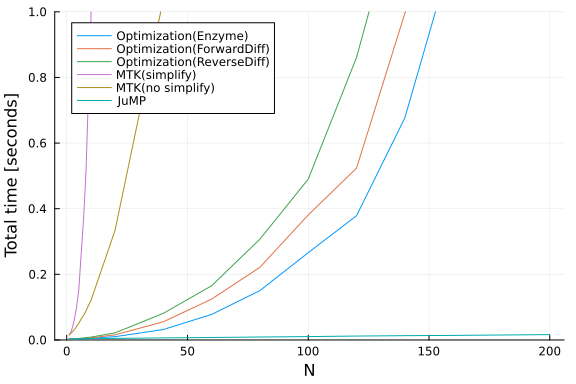 1.0
0.8
0.6
0.4
0.2
0.0
Total time [seconds]
Optimization(Enzyme)
Optimization(ForwardDiff)
Optimization(ReverseDiff)
MTK(simplify)
MTK(no simplify)
JuMP
0 50 100 150 200
N